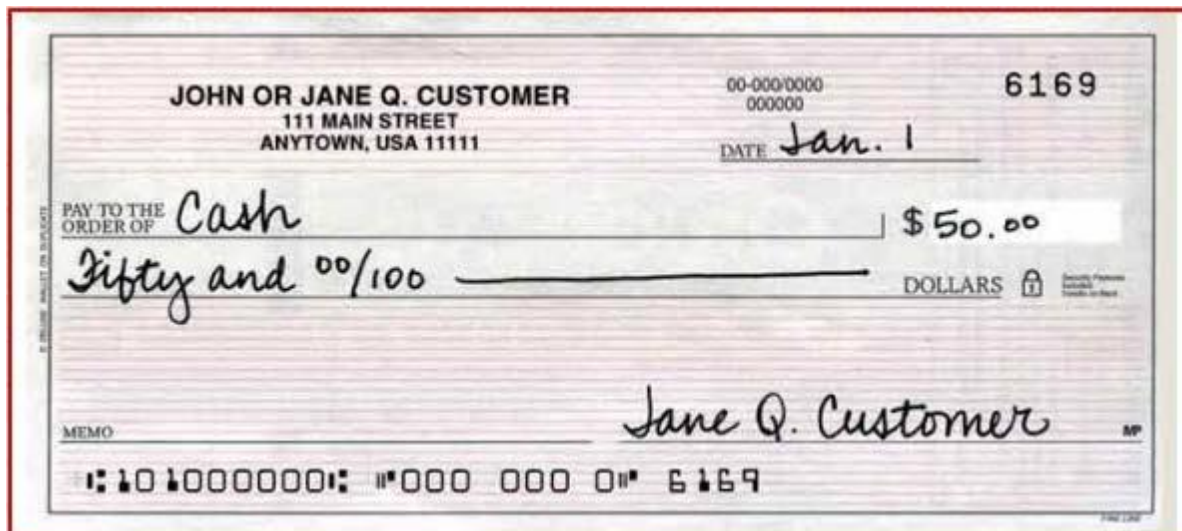 JOHN OR JANE Q. CUSTOMER
111 MAIN STREET
ANYTOWN, USA 11111
00-000/0000
000000
6169
DATE Jan. 1
PAY TO THE
ORDER OF Cash $ 50.00
Fifty and 00/100 DOLLARS
MEMO Jane Q. Customer MP
⑆101000000⑆ ⑈000 000 0⑈ 6169